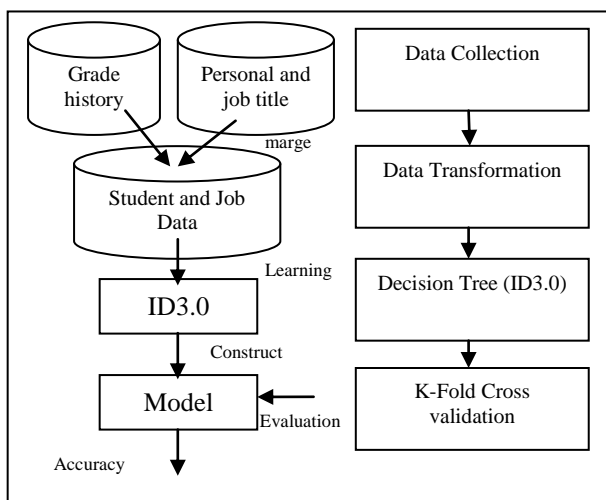 Grade
history
Personal and
job title
marge
Student and Job
Data
Learning
ID3.0
Construct
Model
Evaluation
Accuracy
Data Collection
Data Transformation
Decision Tree (ID3.0)
K-Fold Cross
validation